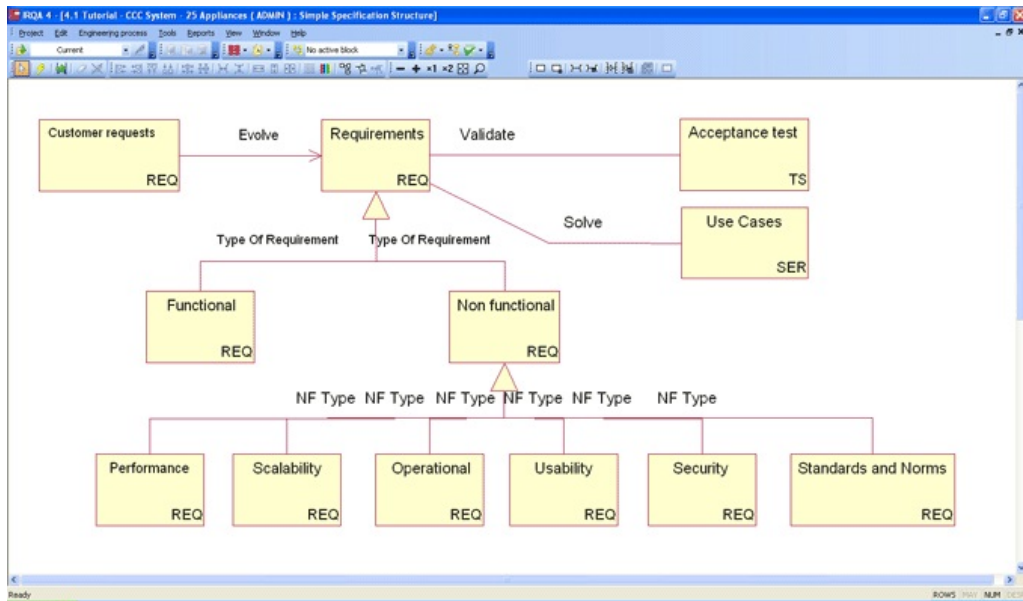 IRQA 4 - [4.1 Tutorial - CCC System - 25 Appliances ( ADMIN ) : Simple Specification Structure]
Project Edit Engineering process Tools Reports View Window Help
Current No active block
×1 ×2
Customer requests Evolve Requirements Validate Acceptance test
REQ REQ TS
Solve Use Cases
SER
Type Of Requirement Type Of Requirement
Functional Non functional
REQ REQ
NF Type NF Type NF Type NF Type NF Type NF Type
Performance Scalability Operational Usability Security Standards and Norms
REQ REQ REQ REQ REQ REQ
Ready ROWS MAY NUM